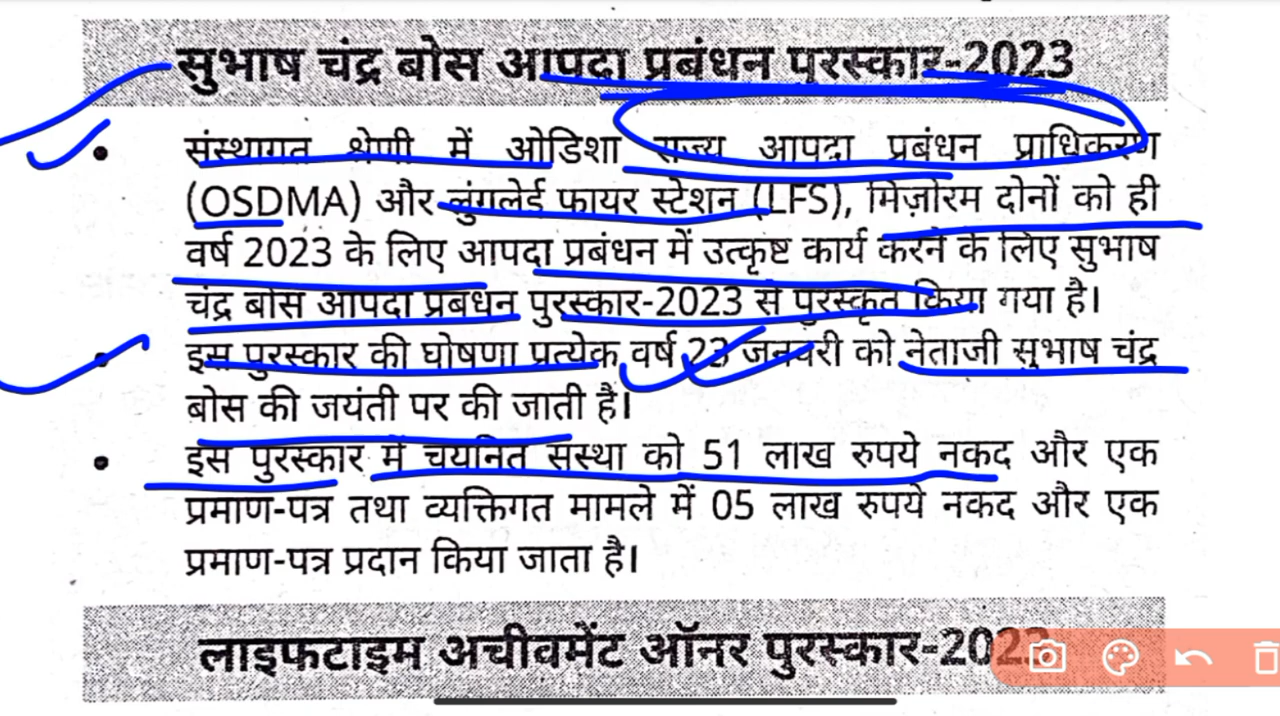 सुभाष चंद्र बोस आपदा प्रबंधन पुरस्कार-2023
• संस्थागत श्रेणी में ओडिशा राज्य आपदा प्रबंधन प्राधिकरण
(OSDMA) और लुंगलेई फायर स्टेशन (LFS), मिज़ोरम दोनों को ही
वर्ष 2023 के लिए आपदा प्रबंधन में उत्कृष्ट कार्य करने के लिए सुभाष
चंद्र बोस आपदा प्रबंधन पुरस्कार-2023 से पुरस्कृत किया गया है।
• इस पुरस्कार की घोषणा प्रत्येक वर्ष 23 जनवरी को नेताजी सुभाष चंद्र
बोस की जयंती पर की जाती है।
• इस पुरस्कार में चयनित संस्था को 51 लाख रुपये नकद और एक
प्रमाण-पत्र तथा व्यक्तिगत मामले में 05 लाख रुपये नकद और एक
प्रमाण-पत्र प्रदान किया जाता है।
लाइफटाइम अचीवमेंट ऑनर पुरस्कार-2023